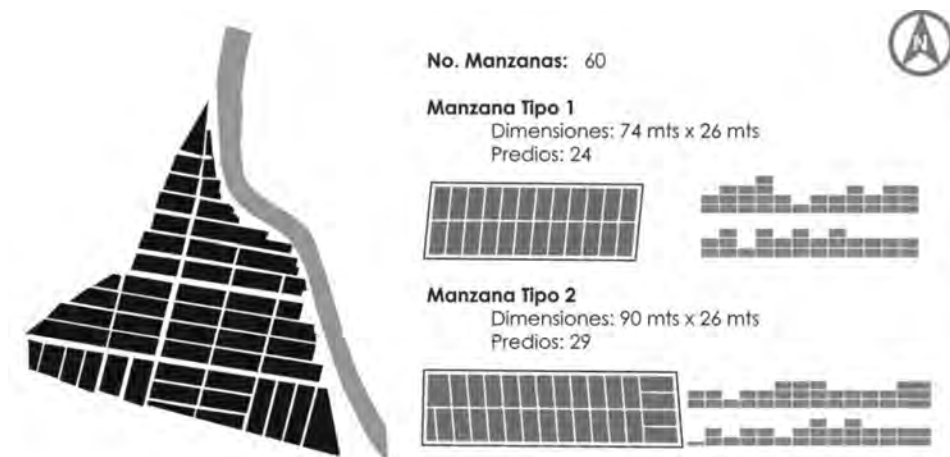 N
No. Manzanas: 60
Manzana Tipo 1
Dimensiones: 74 mts x 26 mts
Predios: 24
Manzana Tipo 2
Dimensiones: 90 mts x 26 mts
Predios: 29